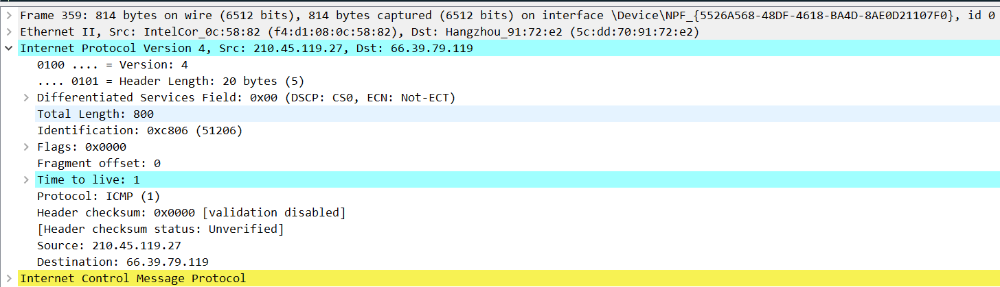 Frame 359: 814 bytes on wire (6512 bits), 814 bytes captured (6512 bits) on interface \Device\NPF_{5526A568-48DF-4618-BA4D-8AE0D21107F0}, id 0
Ethernet II, Src: IntelCor_0c:58:82 (f4:d1:08:0c:58:82), Dst: Hangzhou_91:72:e2 (5c:dd:70:91:72:e2)
Internet Protocol Version 4, Src: 210.45.119.27, Dst: 66.39.79.119
0100 .... = Version: 4
.... 0101 = Header Length: 20 bytes (5)
Differentiated Services Field: 0x00 (DSCP: CS0, ECN: Not-ECT)
Total Length: 800
Identification: 0xc806 (51206)
Flags: 0x0000
Fragment offset: 0
Time to live: 1
Protocol: ICMP (1)
Header checksum: 0x0000 [validation disabled]
[Header checksum status: Unverified]
Source: 210.45.119.27
Destination: 66.39.79.119
Internet Control Message Protocol